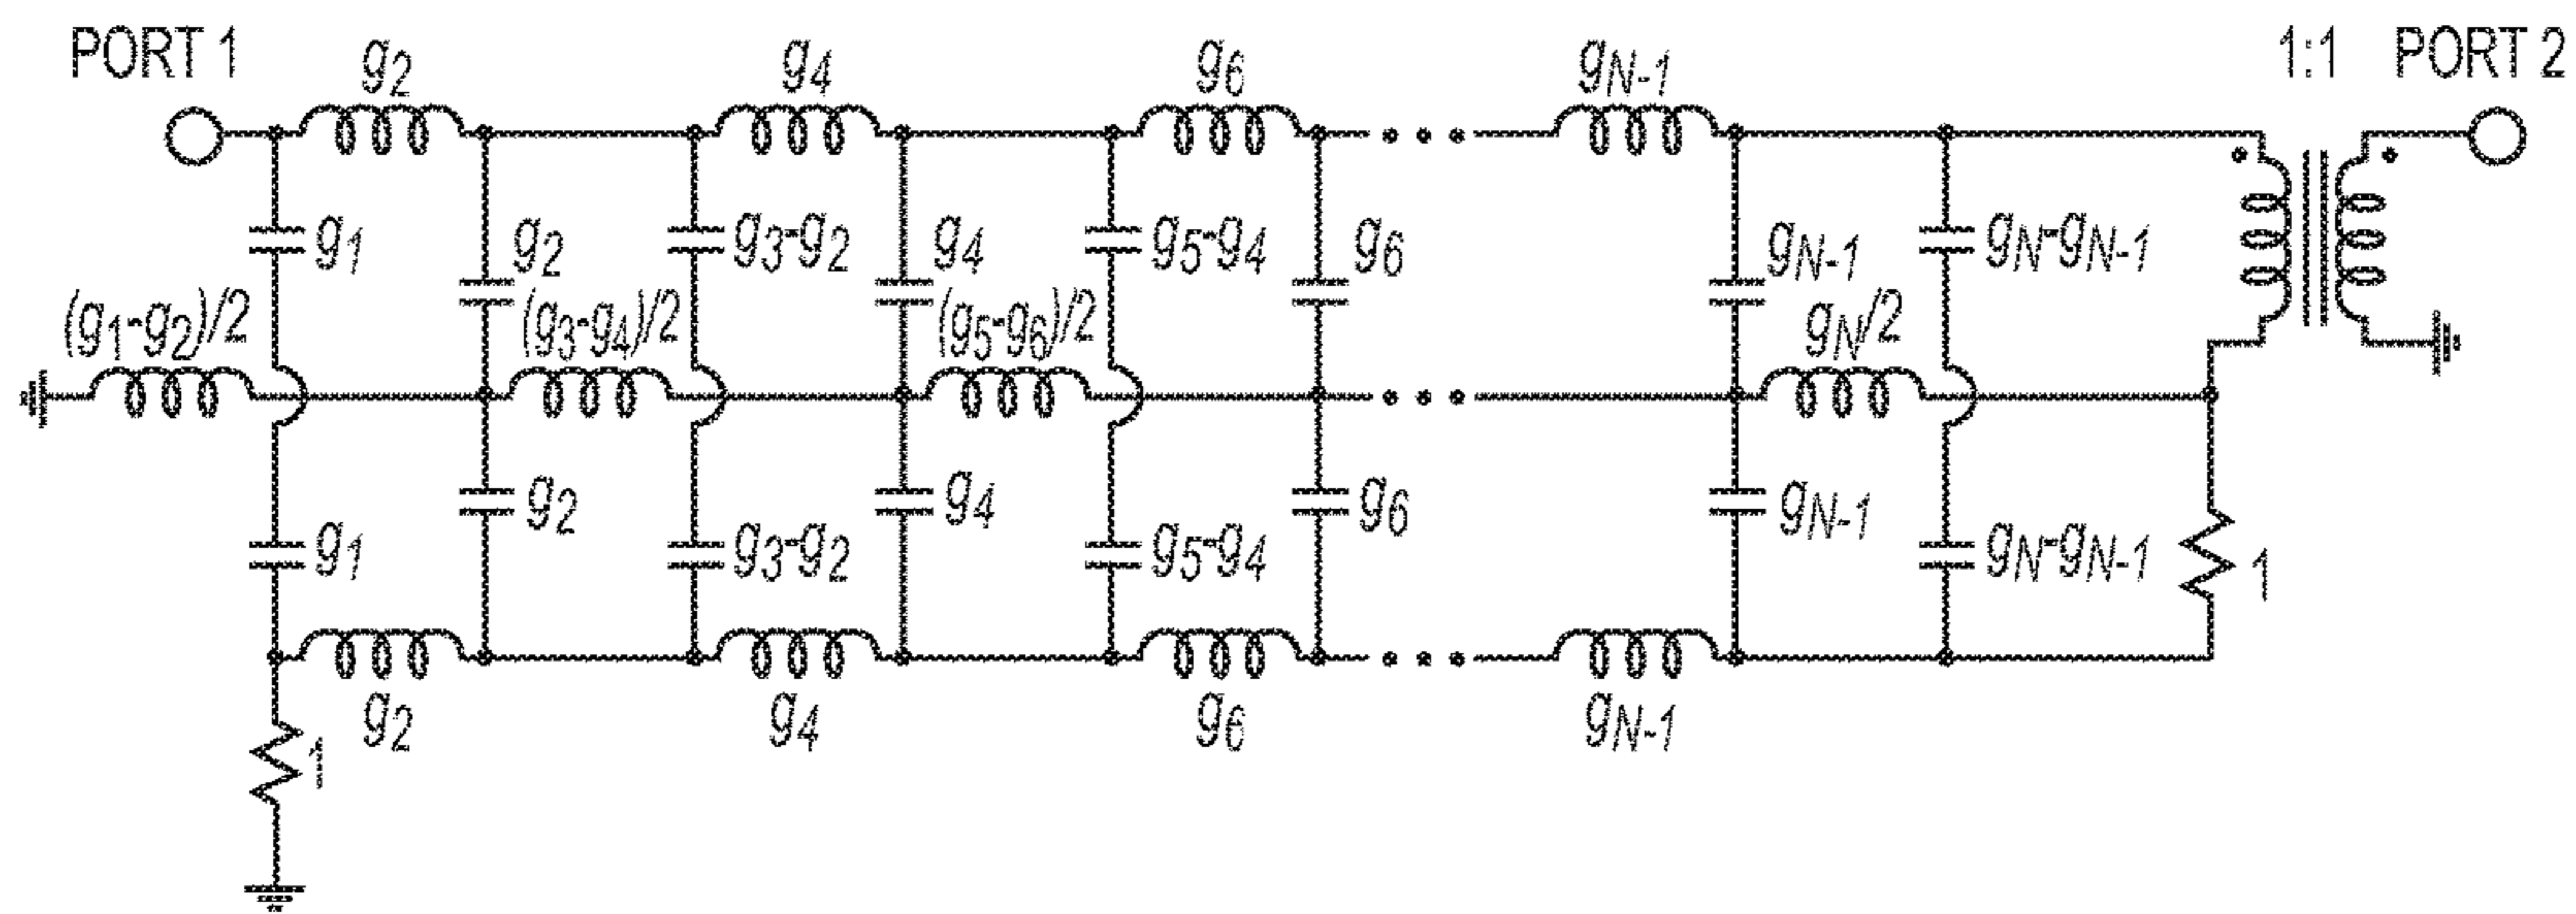 PORT 1 g2 g4 g6 gN-1 1:1 PORT 2
g1 g2 g3-g2 g4 g5-g4 g6 gN-1 gN-gN-1
(g1-g2)/2 (g3-g4)/2 (g5-g6)/2 gN/2
g1 g2 g3-g2 g4 g5-g4 g6 gN-1 gN-gN-1 1
g2 g4 g6 gN-1
1